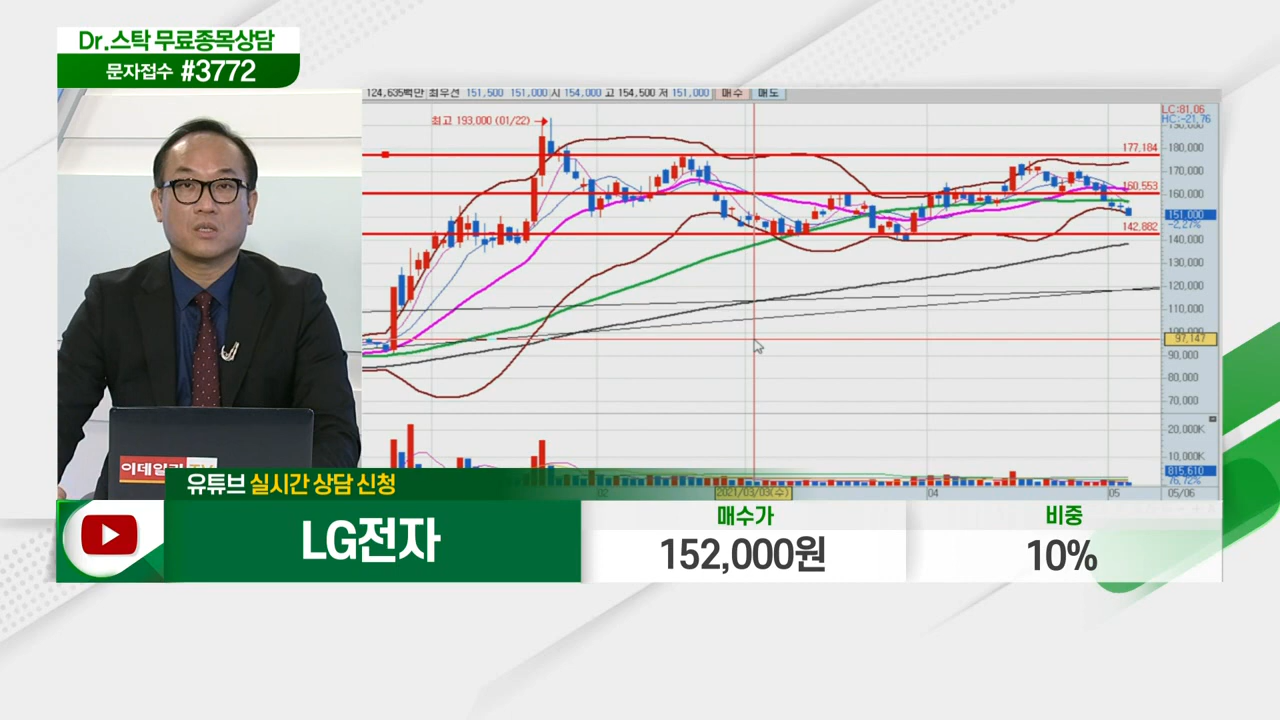 Dr.스탁 무료종목상담
문자접수 #3772
124,635백만 최우선 151,500 151,000 시 154,000 고 154,500 저 151,000 매수 매도
최고 193,000 (01/22)
LC:81,06
HC:-21,76
190,000
177,184
180,000
170,000
160,553
160,000
151,000
-2,27%
142,882
140,000
130,000
120,000
110,000
100,000
97,147
90,000
80,000
70,000
20,000K
10,000K
815,610
76,72%
02
2021/03/03(수)
04
05
05/06
이데일리 TV
유튜브 실시간 상담 신청
LG전자
매수가
152,000원
비중
10%